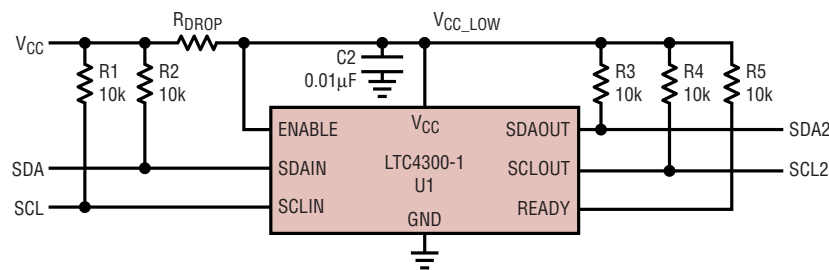 RDROP
VCC
VCC_LOW
R1
10k
R2
10k
C2
0.01µF
R3
10k
R4
10k
R5
10k
ENABLE
VCC
SDAOUT
SDA2
SDA
SDAIN
LTC4300-1
U1
SCLOUT
SCL2
SCL
SCLIN
GND
READY